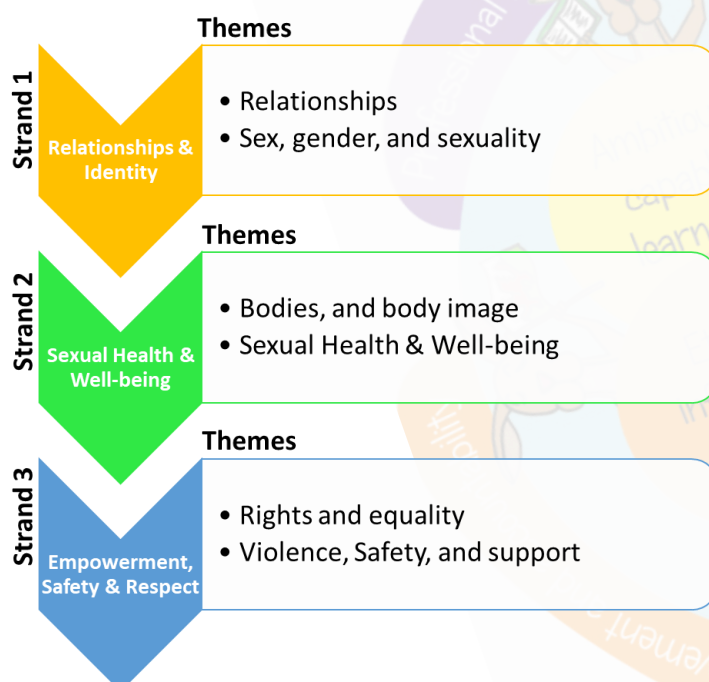 Themes
Strand 1
Relationships &
Identity
• Relationships
• Sex, gender, and sexuality
Themes
Strand 2
Sexual Health &
Well-being
• Bodies, and body image
• Sexual Health & Well-being
Themes
Strand 3
Empowerment,
Safety & Respect
• Rights and equality
• Violence, Safety, and support